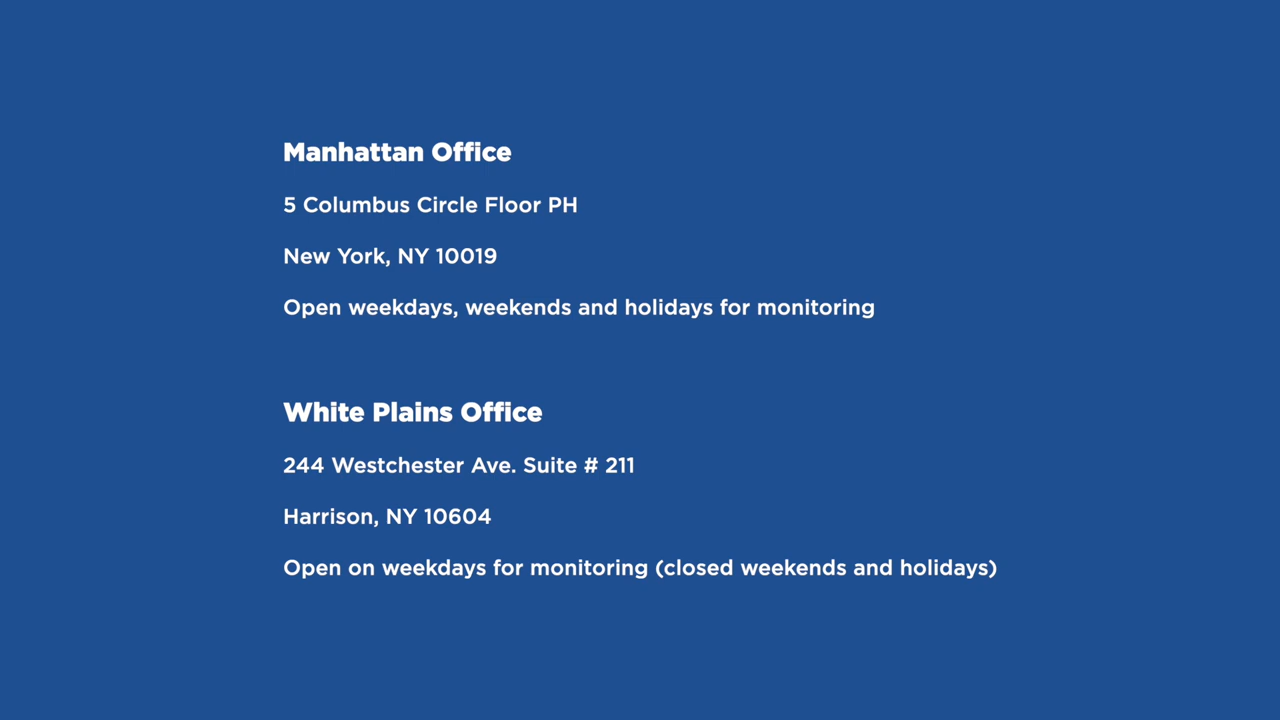 Manhattan Office
5 Columbus Circle Floor PH
New York, NY 10019
Open weekdays, weekends and holidays for monitoring
White Plains Office
244 Westchester Ave. Suite # 211
Harrison, NY 10604
Open on weekdays for monitoring (closed weekends and holidays)